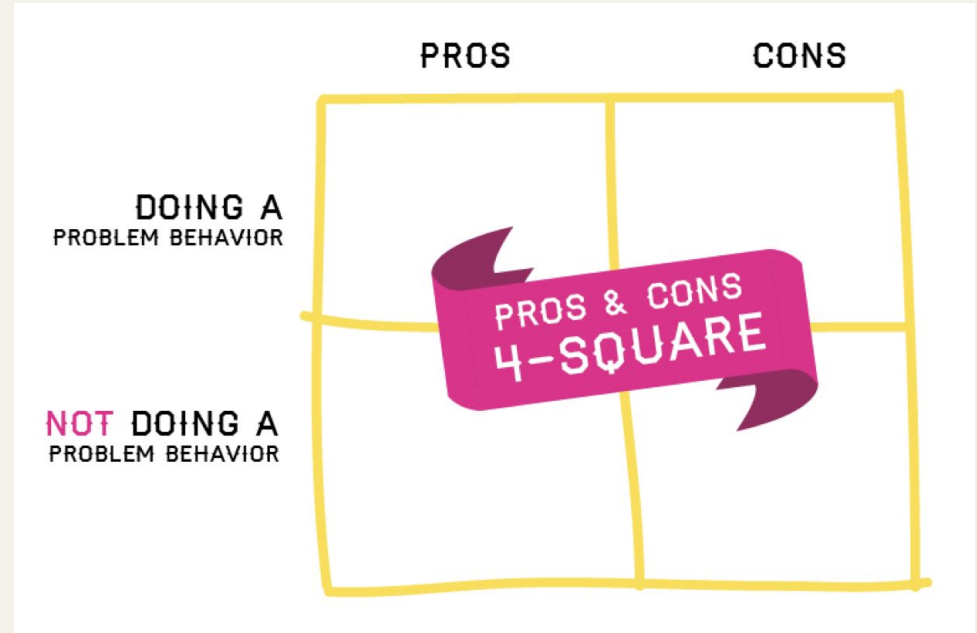 PROS CONS
DOING A
PROBLEM BEHAVIOR
PROS & CONS
4-SQUARE
NOT DOING A
PROBLEM BEHAVIOR